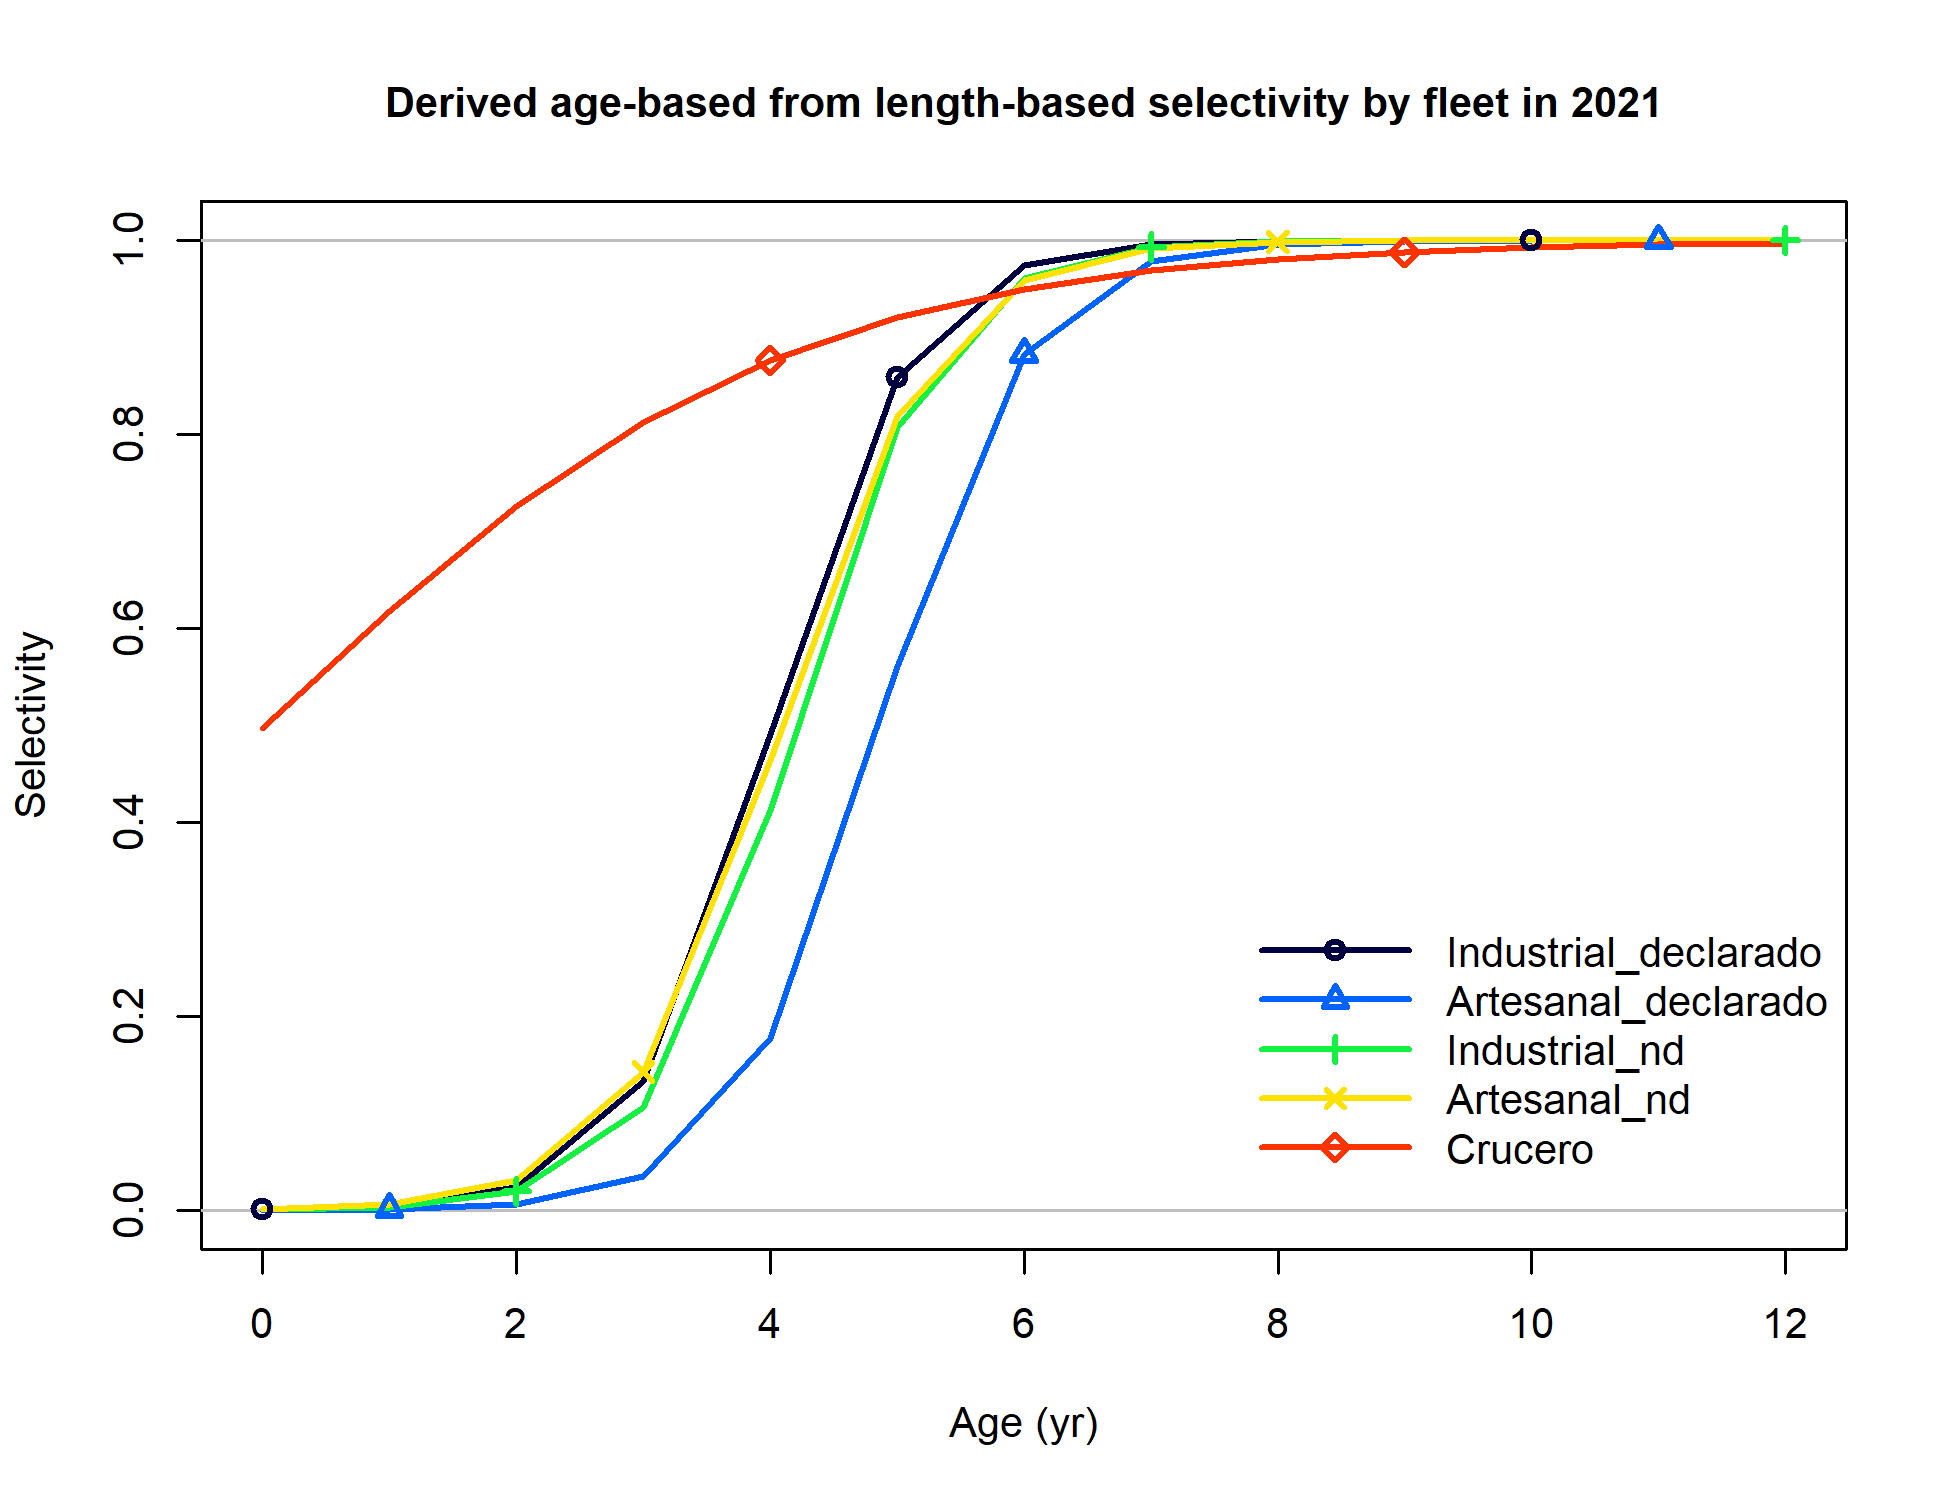 Derived age-based from length-based selectivity by fleet in 2021
1.0
0.8
0.6
0.4
0.2
0.0
Selectivity
0 2 4 6 8 10 12
Age (yr)
Industrial_declarado
Artesanal_declarado
Industrial_nd
Artesanal_nd
Crucero